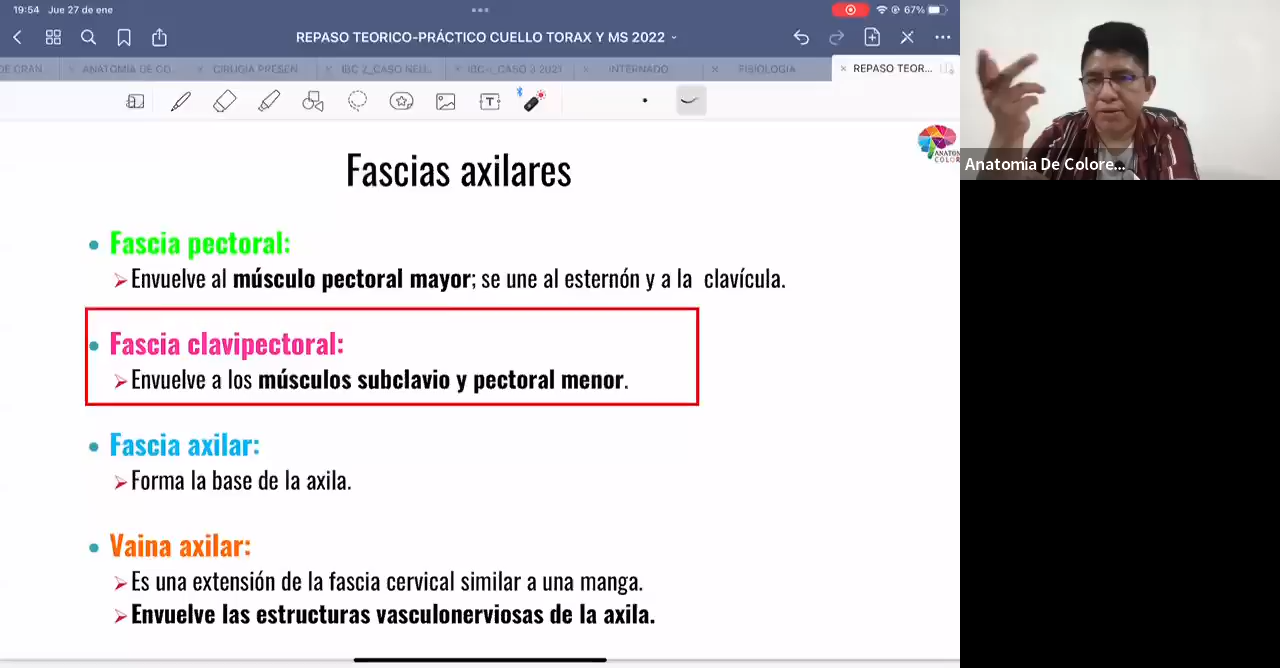 19:54 Jue 27 de ene
67%
REPASO TEORICO-PRÁCTICO CUELLO TORAX Y MS 2022
DE CRAN
ANATOMIA DE CO...
CIRUGIA PRESEN
INTERNADO
FISIOLOGIA
REPASO TEOR...
Fascias axilares
ANATOM
COLOR
Anatomia De Colore...
• Fascia pectoral:
➢Envuelve al músculo pectoral mayor; se une al esternón y a la clavícula.
• Fascia clavipectoral:
➢Envuelve a los músculos subclavio y pectoral menor.
• Fascia axilar:
➢Forma la base de la axila.
• Vaina axilar:
➢Es una extensión de la fascia cervical similar a una manga.
➢Envuelve las estructuras vasculonerviosas de la axila.